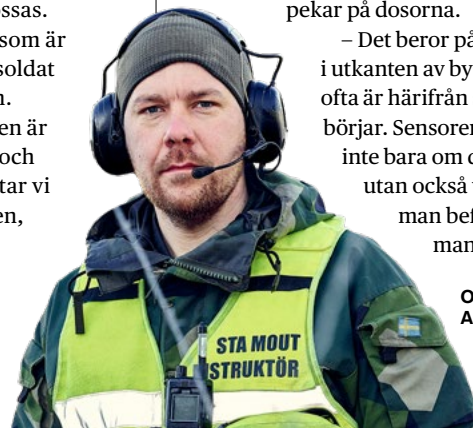 ossas.
som är
soldat
en är
och
tar vi
en,
pekar på dosorna.
– Det beror på
i utkanten av by
ofta är härifrån
börjar. Sensorer
inte bara om d
utan också
man bef
man
STA MOUT
STRUKTÖR